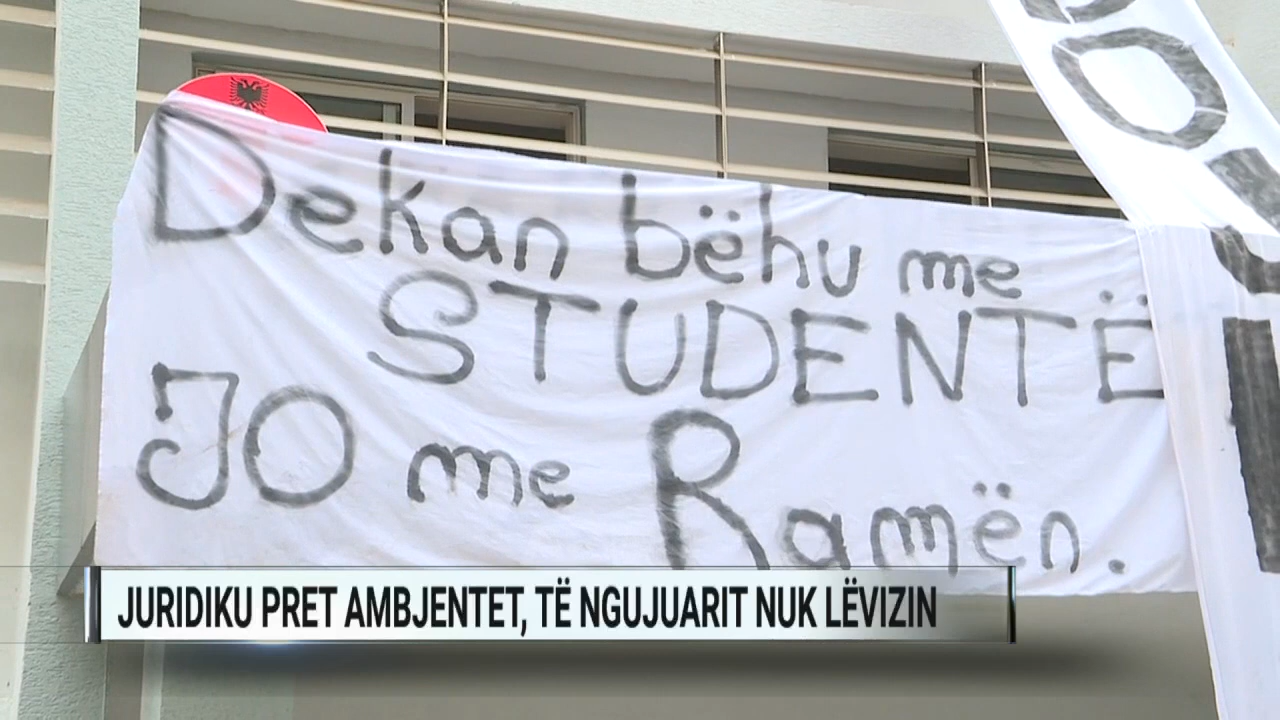 Dekan bëhu me
STUDENTË
JO me Ramën.
JURIDIKU PRET AMBJENTET, TË NGUJUARIT NUK LËVIZIN